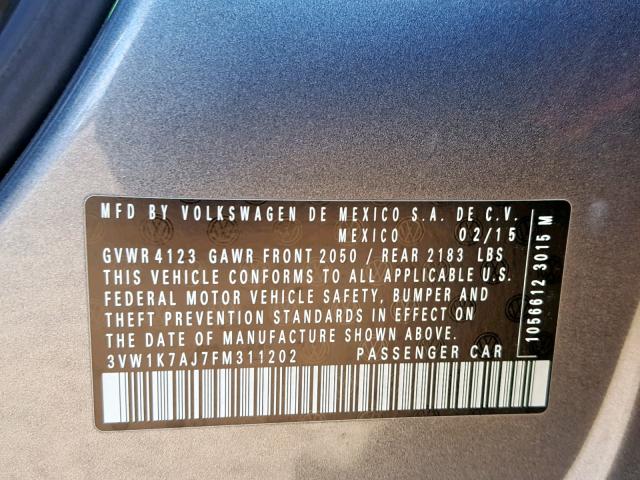 MFD BY VOLKSWAGEN DE MEXICO S.A. DE C.V.
MEXICO 02/15
GVWR 4123 GAWR FRONT 2050 / REAR 2183 LBS
THIS VEHICLE CONFORMS TO ALL APPLICABLE U.S.
FEDERAL MOTOR VEHICLE SAFETY, BUMPER AND
THEFT PREVENTION STANDARDS IN EFFECT ON
THE DATE OF MANUFACTURE SHOWN ABOVE.
3VW1K7AJ7FM311202 PASSENGER CAR
1056612 3015 M